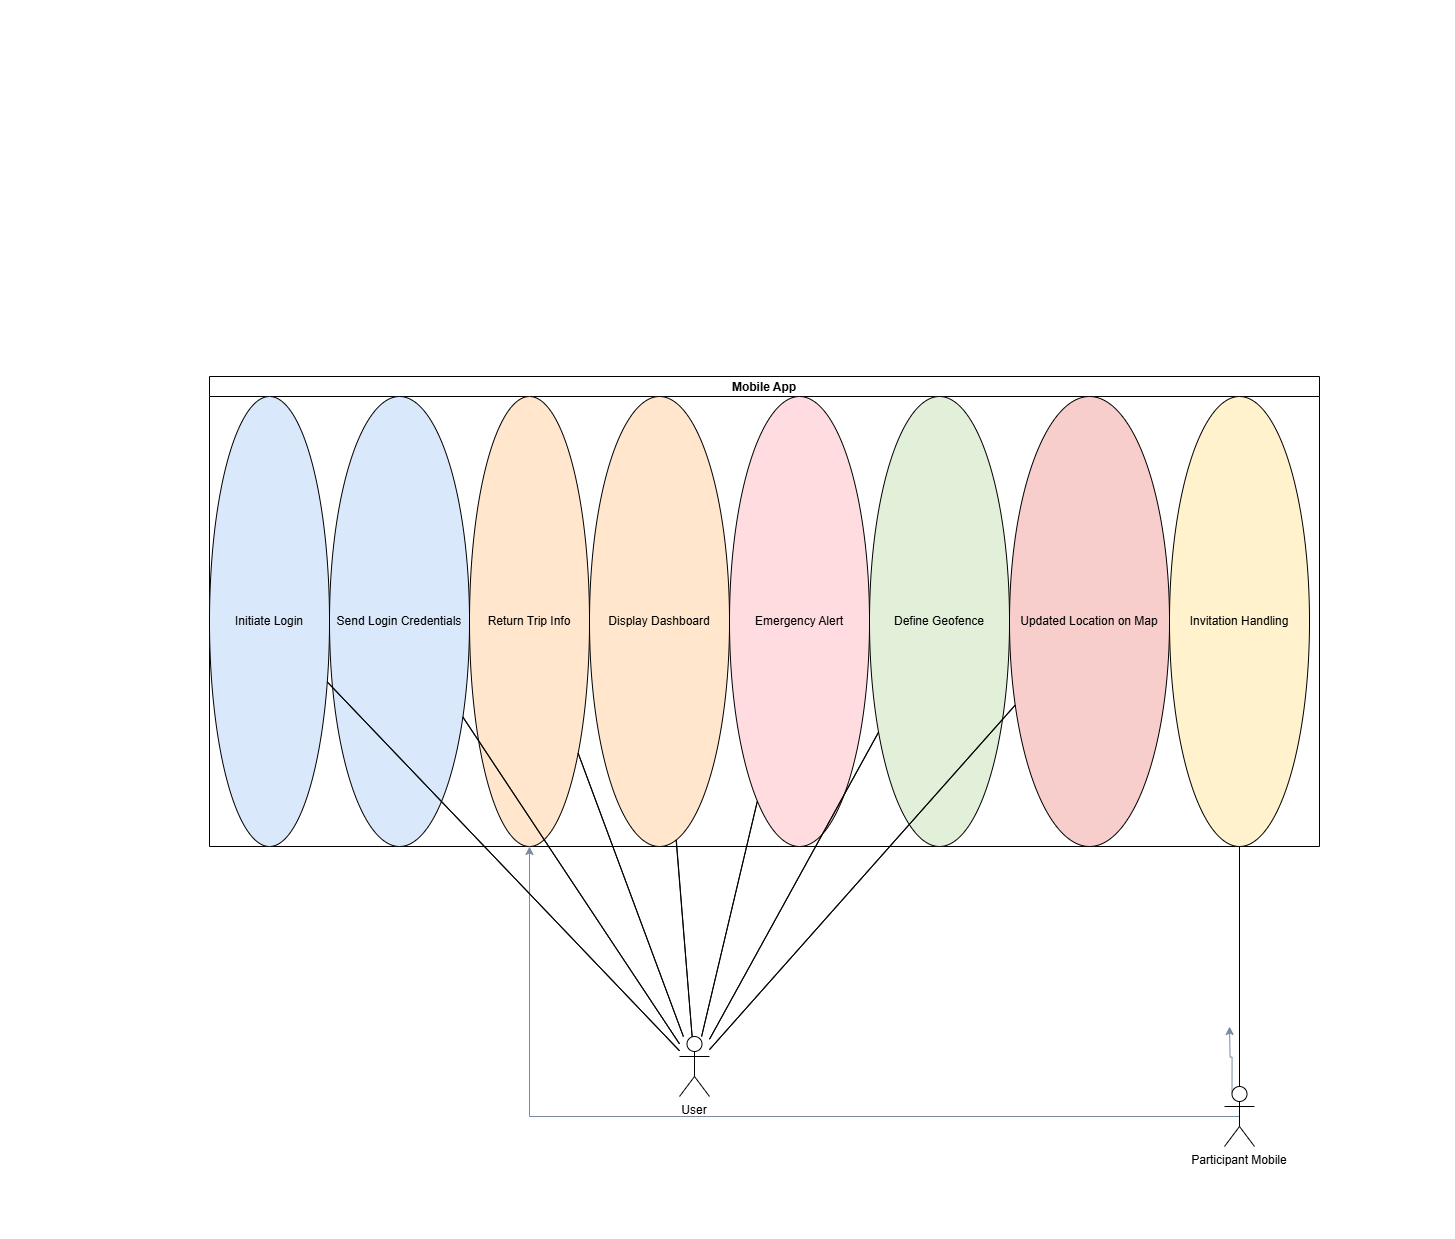 Mobile App
Initiate Login
Send Login Credentials
Return Trip Info
Display Dashboard
Emergency Alert
Define Geofence
Updated Location on Map
Invitation Handling
User
Participant Mobile